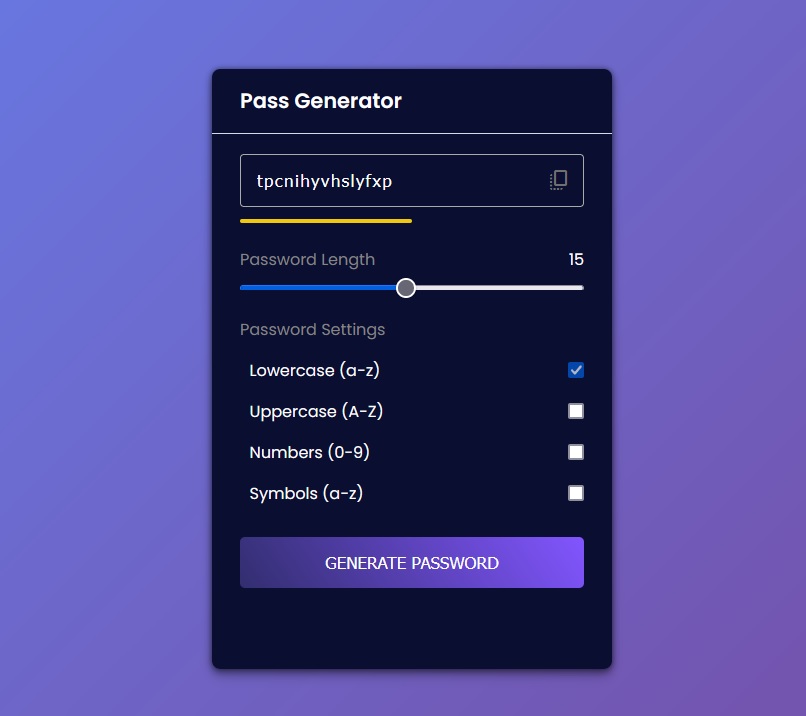 Pass Generator
tpcnihyvhslyfxp
Password Length 15
Password Settings
Lowercase (a-z)
Uppercase (A-Z)
Numbers (0-9)
Symbols (a-z)
GENERATE PASSWORD